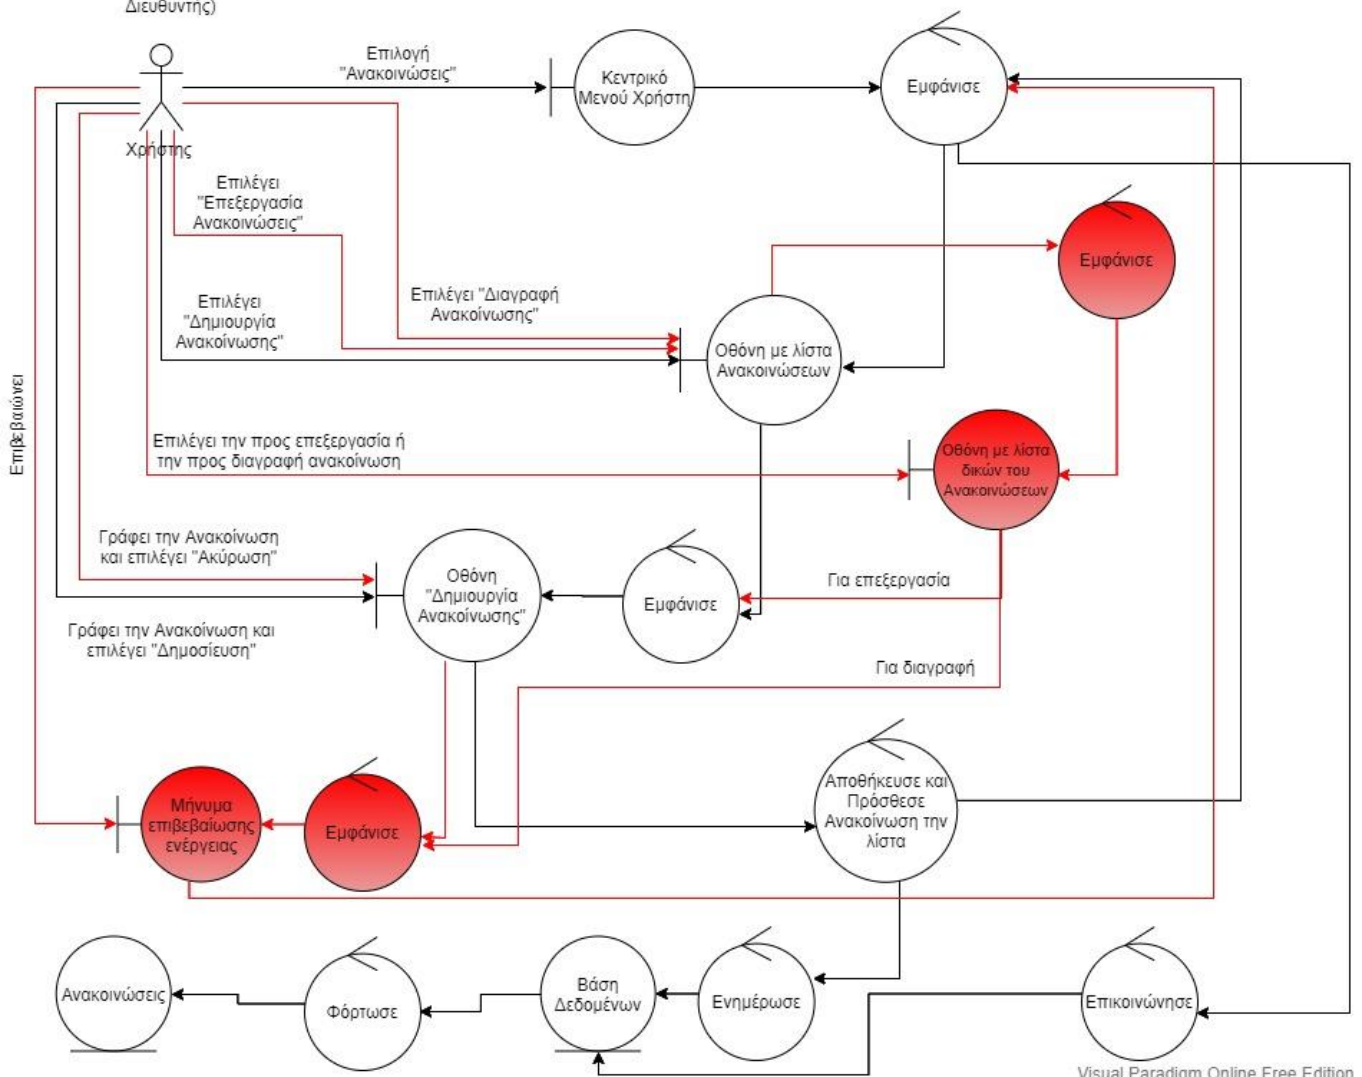 Διευθυντής)
Επιλογή
"Ανακοινώσεις"
Κεντρικό
Μενού Χρήστη
Εμφάνισε
Χρήστης
Επιλέγει
"Επεξεργασία
Ανακοινώσεις"
Εμφάνισε
Επιλέγει
"Δημιουργία
Ανακοίνωσης"
Επιλέγει "Διαγραφή
Ανακοίνωσης"
Οθόνη με λίστα
Ανακοινώσεων
Επιβεβαιώνει
Επιλέγει την προς επεξεργασία ή
την προς διαγραφή ανακοίνωση
Οθόνη με λίστα
δικών του
Ανακοινώσεων
Γράφει την Ανακοίνωση
και επιλέγει "Ακύρωση"
Οθόνη
"Δημιουργία
Ανακοίνωσης"
Εμφάνισε
Για επεξεργασία
Γράφει την Ανακοίνωση και
επιλέγει "Δημοσίευση"
Για διαγραφή
Μήνυμα
επιβεβαίωσης
ενέργειας
Εμφάνισε
Αποθήκευσε και
Πρόσθεσε
Ανακοίνωση την
λίστα
Ανακοινώσεις
Φόρτωσε
Βάση
Δεδομένων
Ενημέρωσε
Επικοινώνησε
Visual Paradigm Online Free Edition